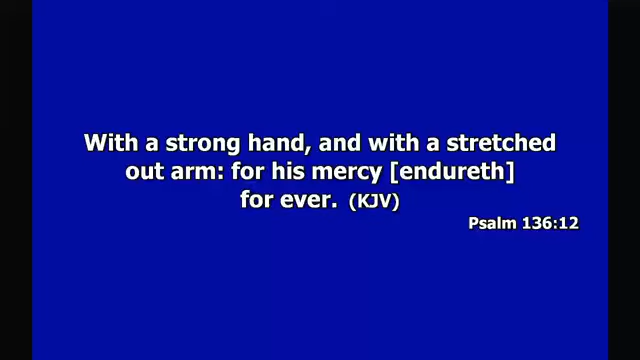 With a strong hand, and with a stretched
out arm: for his mercy [endureth]
for ever. (KJV)
Psalm 136:12